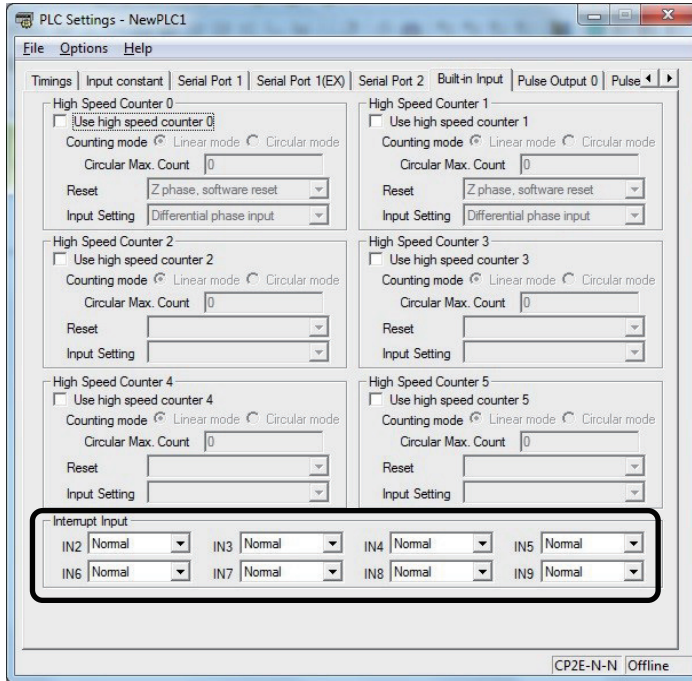 PLC Settings - NewPLC1
File Options Help
Timings Input constant Serial Port 1 Serial Port 1(EX) Serial Port 2 Built-in Input Pulse Output 0 Pulse
High Speed Counter 0
Use high speed counter 0
Counting mode Linear mode Circular mode
Circular Max. Count 0
Reset Z phase, software reset
Input Setting Differential phase input
High Speed Counter 1
Use high speed counter 1
Counting mode Linear mode Circular mode
Circular Max. Count 0
Reset Z phase, software reset
Input Setting Differential phase input
High Speed Counter 2
Use high speed counter 2
Counting mode Linear mode Circular mode
Circular Max. Count 0
Reset
Input Setting
High Speed Counter 3
Use high speed counter 3
Counting mode Linear mode Circular mode
Circular Max. Count 0
Reset
Input Setting
High Speed Counter 4
Use high speed counter 4
Counting mode Linear mode Circular mode
Circular Max. Count 0
Reset
Input Setting
High Speed Counter 5
Use high speed counter 5
Counting mode Linear mode Circular mode
Circular Max. Count 0
Reset
Input Setting
Interrupt Input
IN2 Normal IN3 Normal IN4 Normal IN5 Normal
IN6 Normal IN7 Normal IN8 Normal IN9 Normal
CP2E-N-N Offline